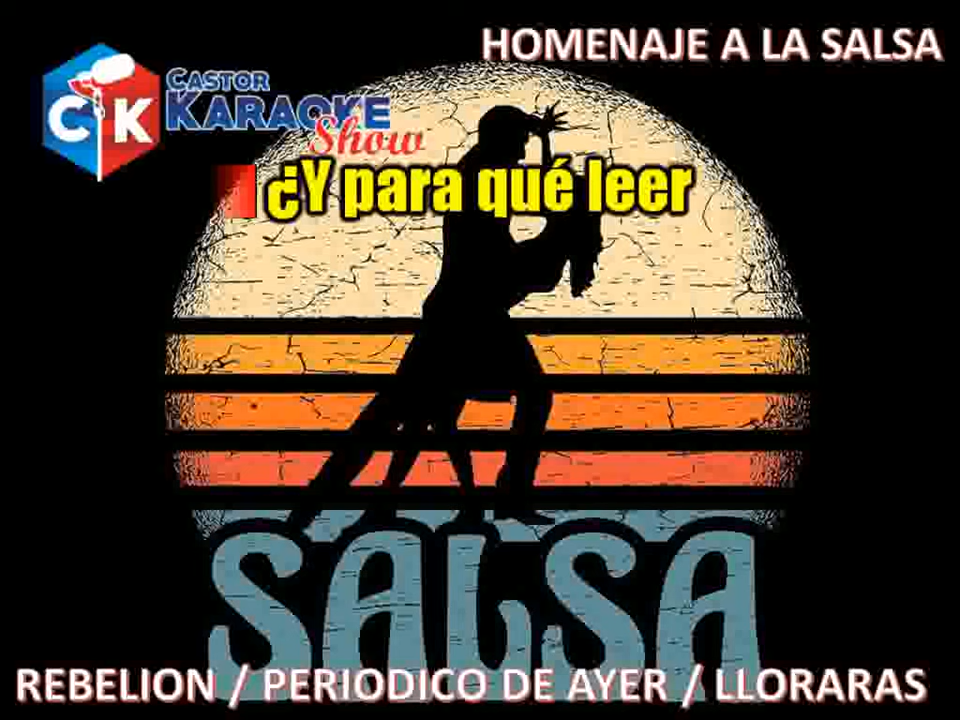 HOMENAJE A LA SALSA
CASTOR
KARAOKE
Show
CK
¿Y para qué leer
SALSA
REBELION / PERIODICO DE AYER / LLORARAS